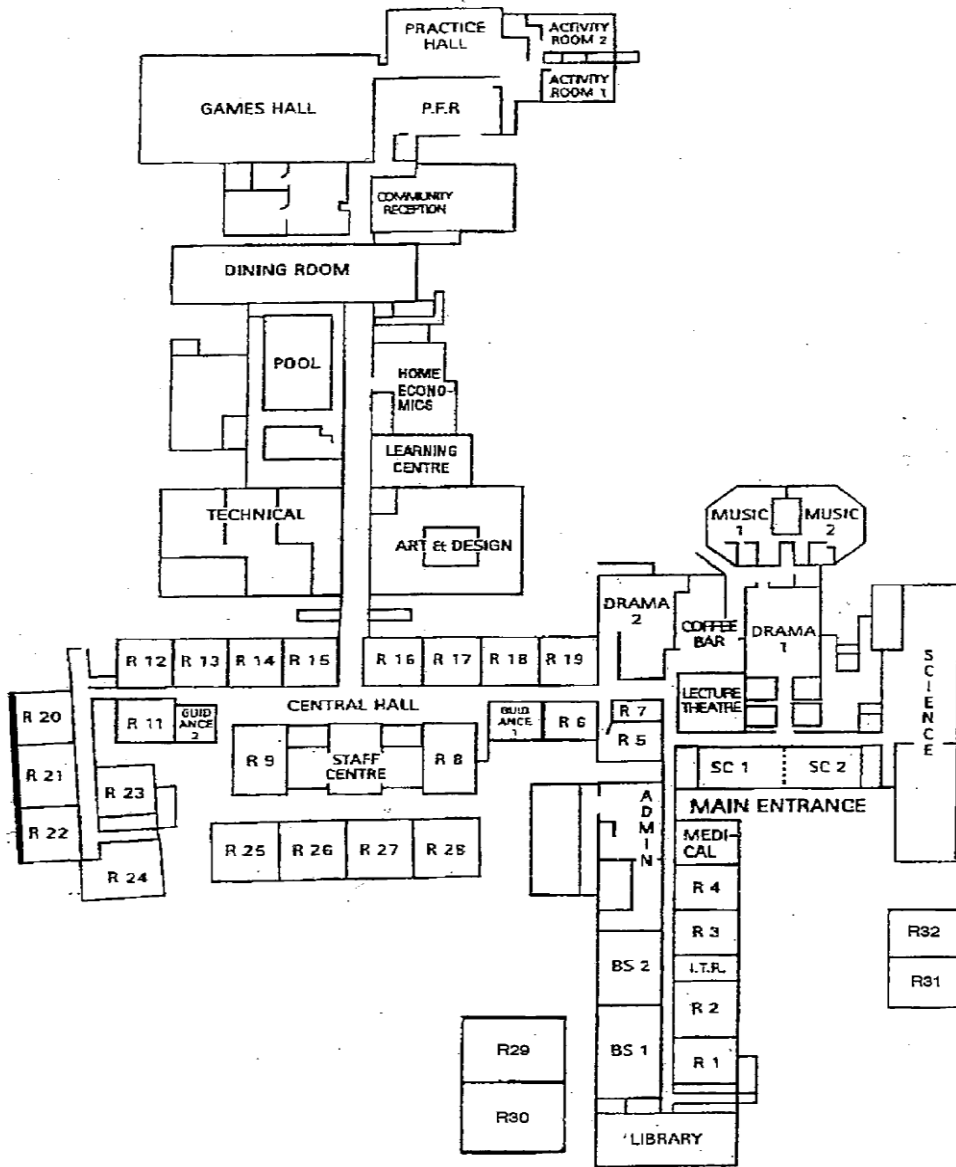 PRACTICE
HALL
ACTIVITY
ROOM 2
ACTIVITY
ROOM 1
GAMES HALL
P.F.R
COMMUNITY
RECEPTION
DINING ROOM
POOL
HOME
ECONO-
MICS
LEARNING
CENTRE
TECHNICAL
ART & DESIGN
MUSIC
1
MUSIC
2
DRAMA
2
COFFEE
BAR
DRAMA
1
SCIENCE
R 12
R 13
R 14
R 15
R 16
R 17
R 18
R 19
LECTURE
THEATRE
R 20
R 11
GUID
ANCE
2
CENTRAL HALL
GUID
ANCE
1
R 6
R 7
R 5
R 21
R 9
STAFF
CENTRE
R 8
SC 1
SC 2
R 23
ADMIN
MAIN ENTRANCE
R 22
MEDI-
CAL
R 24
R 25
R 26
R 27
R 28
R 4
R 3
R32
BS 2
I.T.R.
R31
R 2
R29
BS 1
R 1
R30
LIBRARY